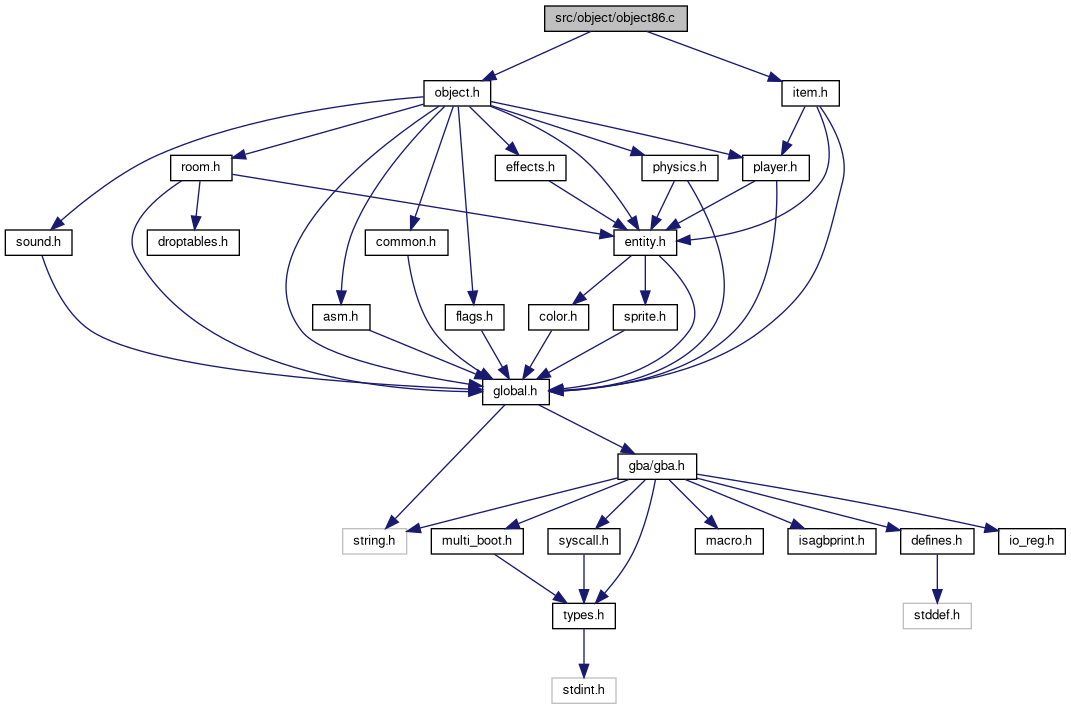 src/object/object86.c
object.h
item.h
room.h
effects.h
physics.h
player.h
sound.h
droptables.h
common.h
entity.h
asm.h
flags.h
color.h
sprite.h
global.h
gba/gba.h
string.h
multi_boot.h
syscall.h
macro.h
isagbprint.h
defines.h
io_reg.h
types.h
stddef.h
stdint.h